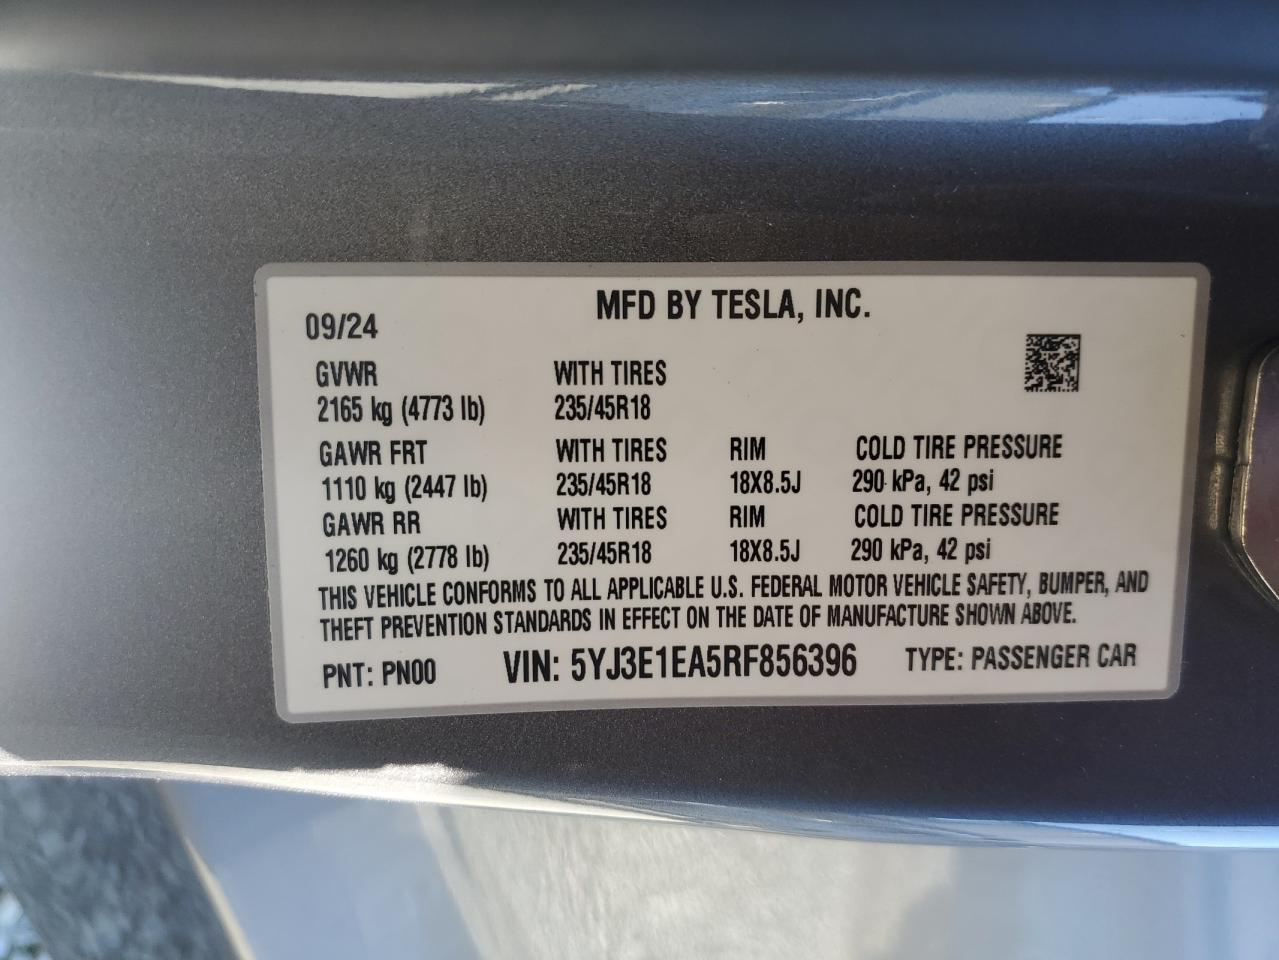 MFD BY TESLA, INC.
09/24
GVWR WITH TIRES
2165 kg (4773 lb) 235/45R18
GAWR FRT WITH TIRES RIM COLD TIRE PRESSURE
1110 kg (2447 lb) 235/45R18 18X8.5J 290 kPa, 42 psi
GAWR RR WITH TIRES RIM COLD TIRE PRESSURE
1260 kg (2778 lb) 235/45R18 18X8.5J 290 kPa, 42 psi
THIS VEHICLE CONFORMS TO ALL APPLICABLE U.S. FEDERAL MOTOR VEHICLE SAFETY, BUMPER, AND
THEFT PREVENTION STANDARDS IN EFFECT ON THE DATE OF MANUFACTURE SHOWN ABOVE.
PNT: PN00 VIN: 5YJ3E1EA5RF856396 TYPE: PASSENGER CAR